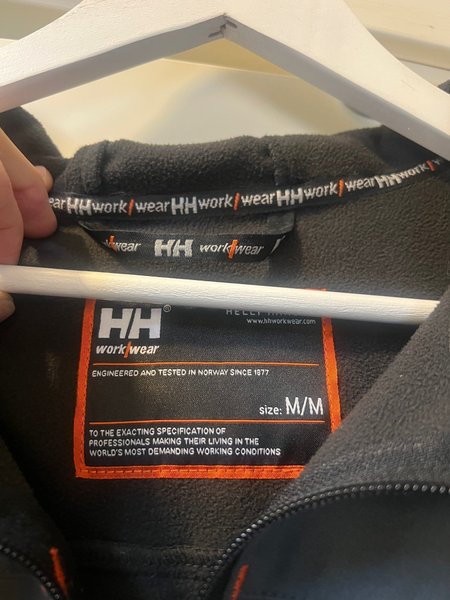 ear HH work/wear HH work/wear HH work/wear HH work/
wear HH work/wear
HH®
work/wear
HELLY
www.hhworkwear.com
ENGINEERED AND TESTED IN NORWAY SINCE 1877
size: M/M
TO THE EXACTING SPECIFICATION OF
PROFESSIONALS MAKING THEIR LIVING IN THE
WORLD'S MOST DEMANDING WORKING CONDITIONS